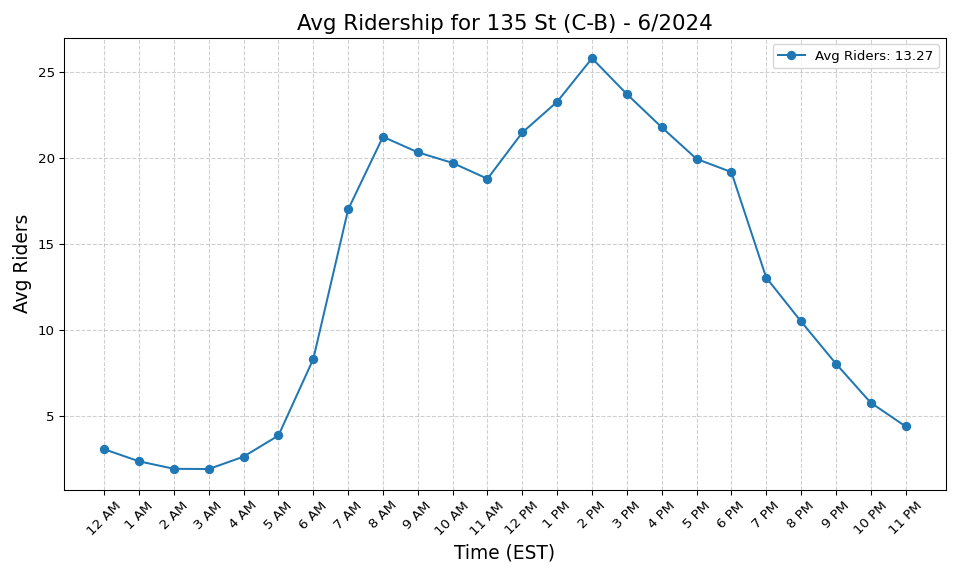 Avg Ridership for 135 St (C-B) - 6/2024
Avg Riders: 13.27
Avg Riders
25
20
15
10
5
12 AM 1 AM 2 AM 3 AM 4 AM 5 AM 6 AM 7 AM 8 AM 9 AM 10 AM 11 AM 12 PM 1 PM 2 PM 3 PM 4 PM 5 PM 6 PM 7 PM 8 PM 9 PM 10 PM 11 PM
Time (EST)